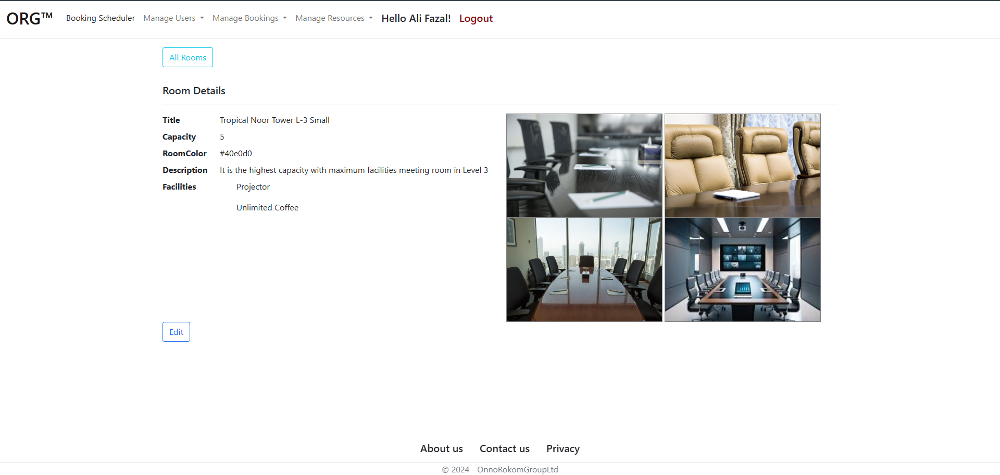 ORG™ Booking Scheduler Manage Users Manage Bookings Manage Resources Hello Ali Fazal! Logout
All Rooms
Room Details
Title Tropical Noor Tower L-3 Small
Capacity 5
RoomColor #40e0d0
Description It is the highest capacity with maximum facilities meeting room in Level 3
Facilities Projector
Unlimited Coffee
Edit
About us Contact us Privacy
© 2024 - OnnoRokomGroupLtd